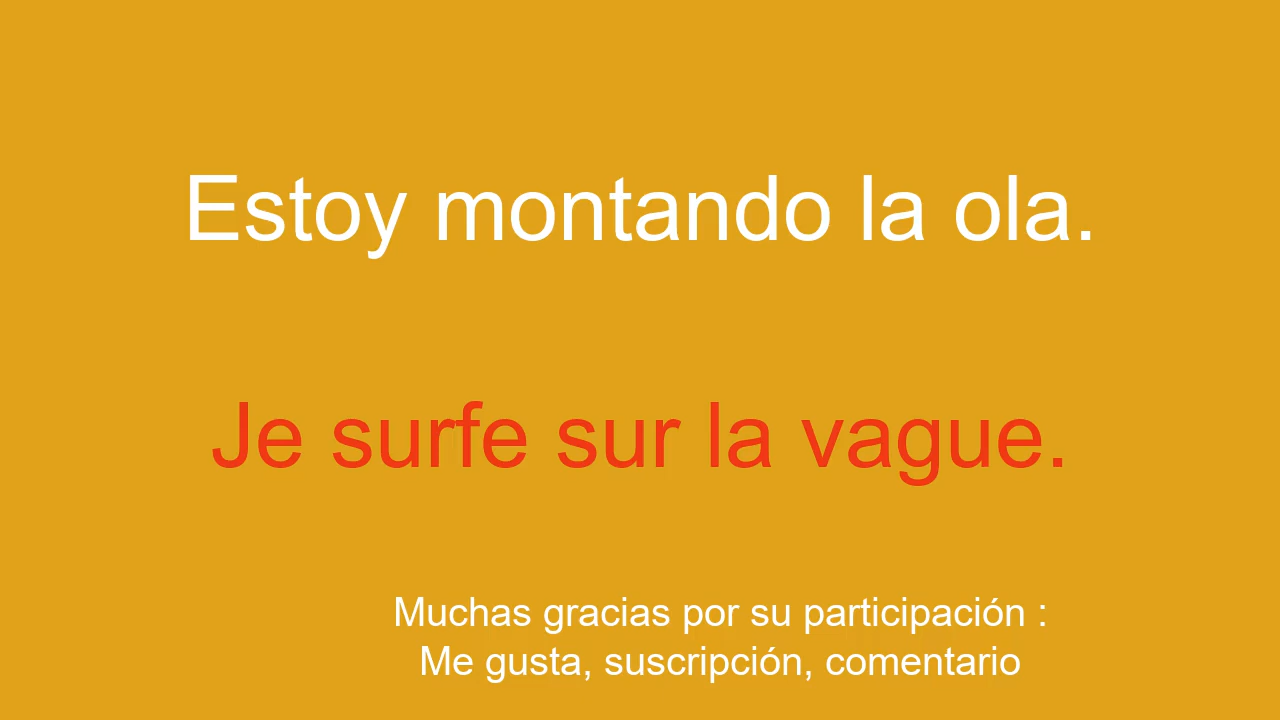 Estoy montando la ola.
Je surfe sur la vague.
Muchas gracias por su participación :
Me gusta, suscripción, comentario